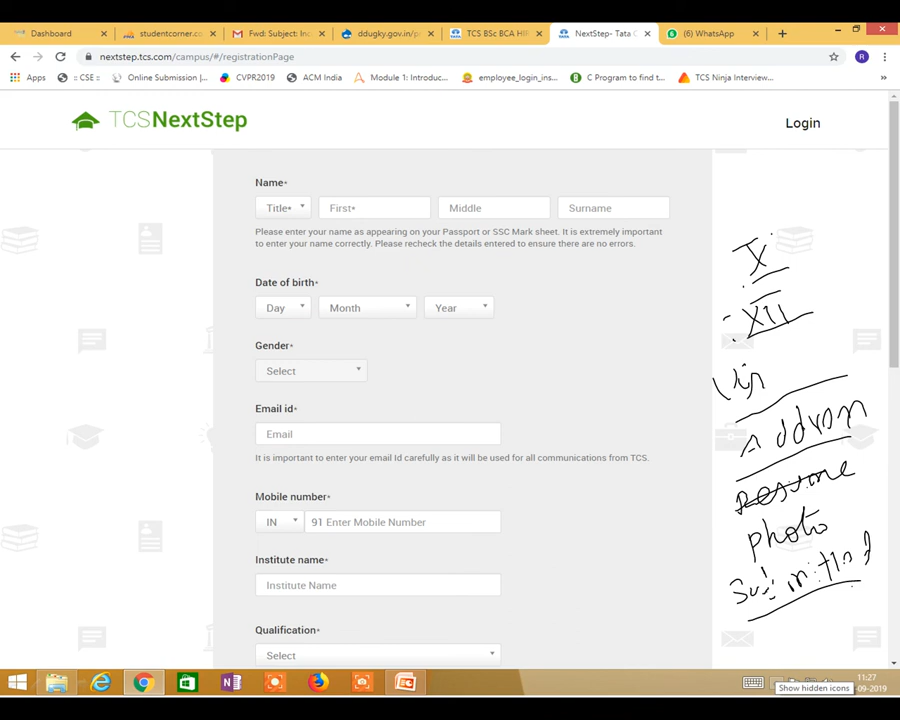 Dashboard studentcorner.co Fwd: Subject: In ddugky.gov.in/p TCS BSc BCA HI NextStep- Tata C (6) WhatsApp
nextstep.tcs.com/campus/#/registrationPage R
Apps :: CSE :: Online Submission |. CVPR2019 ACM India Module 1: Introduc... employee_login_ins... C Program to find t... TCS Ninja Interview...
TCSNextStep Login
Name*
Title* First* Middle Surname
Please enter your name as appearing on your Passport or SSC Mark sheet. It is extremely important
to enter your name correctly. Please recheck the details entered to ensure there are no errors.
X
Date of birth*
Day Month Year
XII
Gender*
Select
Email id*
Email
It is important to enter your email Id carefully as it will be used for all communications from TCS.
Resume
Mobile number*
IN 91 Enter Mobile Number
photo
Institute name*
Institute Name
Qualification*
Select
11:27
-09-2019
Show hidden icons